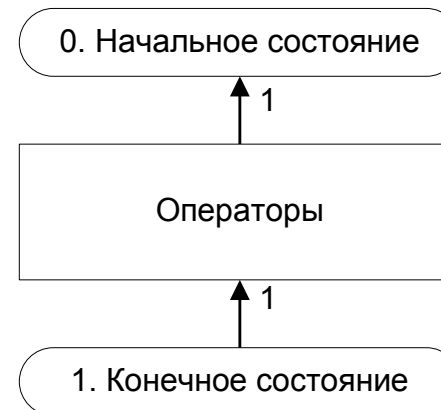 0. Начальное состояние
1
Операторы
1
1. Конечное состояние